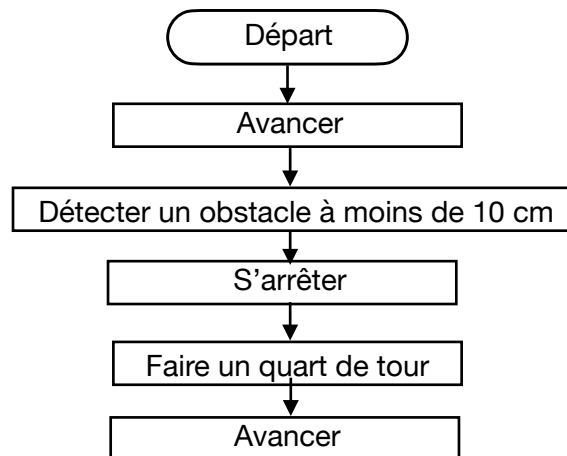 Départ
Avancer
Détecter un obstacle à moins de 10 cm
S’arrêter
Faire un quart de tour
Avancer